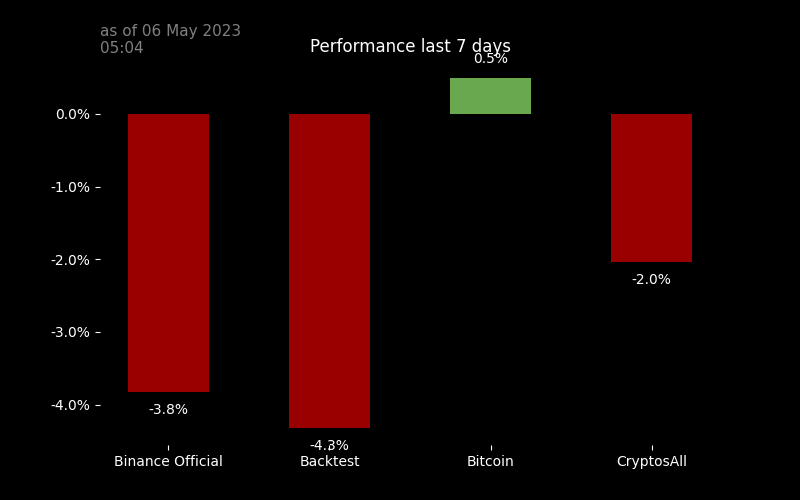 as of 06 May 2023
05:04
Performance last 7 days
0.5%
0.0%
-1.0%
-2.0%
-3.0%
-4.0%
-3.8%
-4.3%
-2.0%
Binance Official
Backtest
Bitcoin
CryptosAll